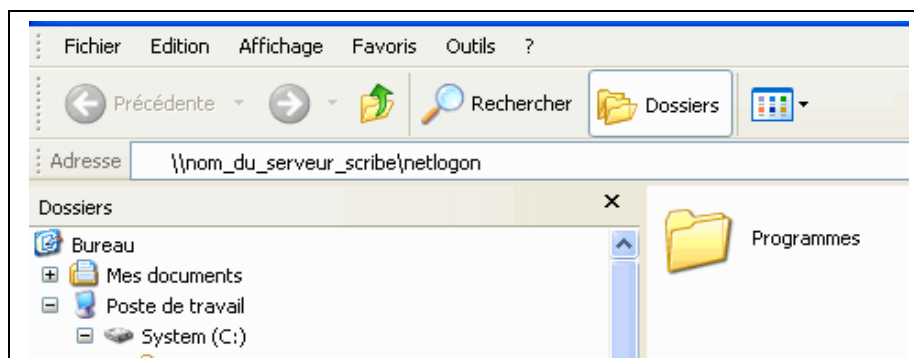 Fichier Edition Affichage Favoris Outils ?
Précédente Rechercher Dossiers
Adresse \\nom_du_serveur_scribe\netlogon
Dossiers
Bureau
Mes documents
Poste de travail
System (C:)
Programmes